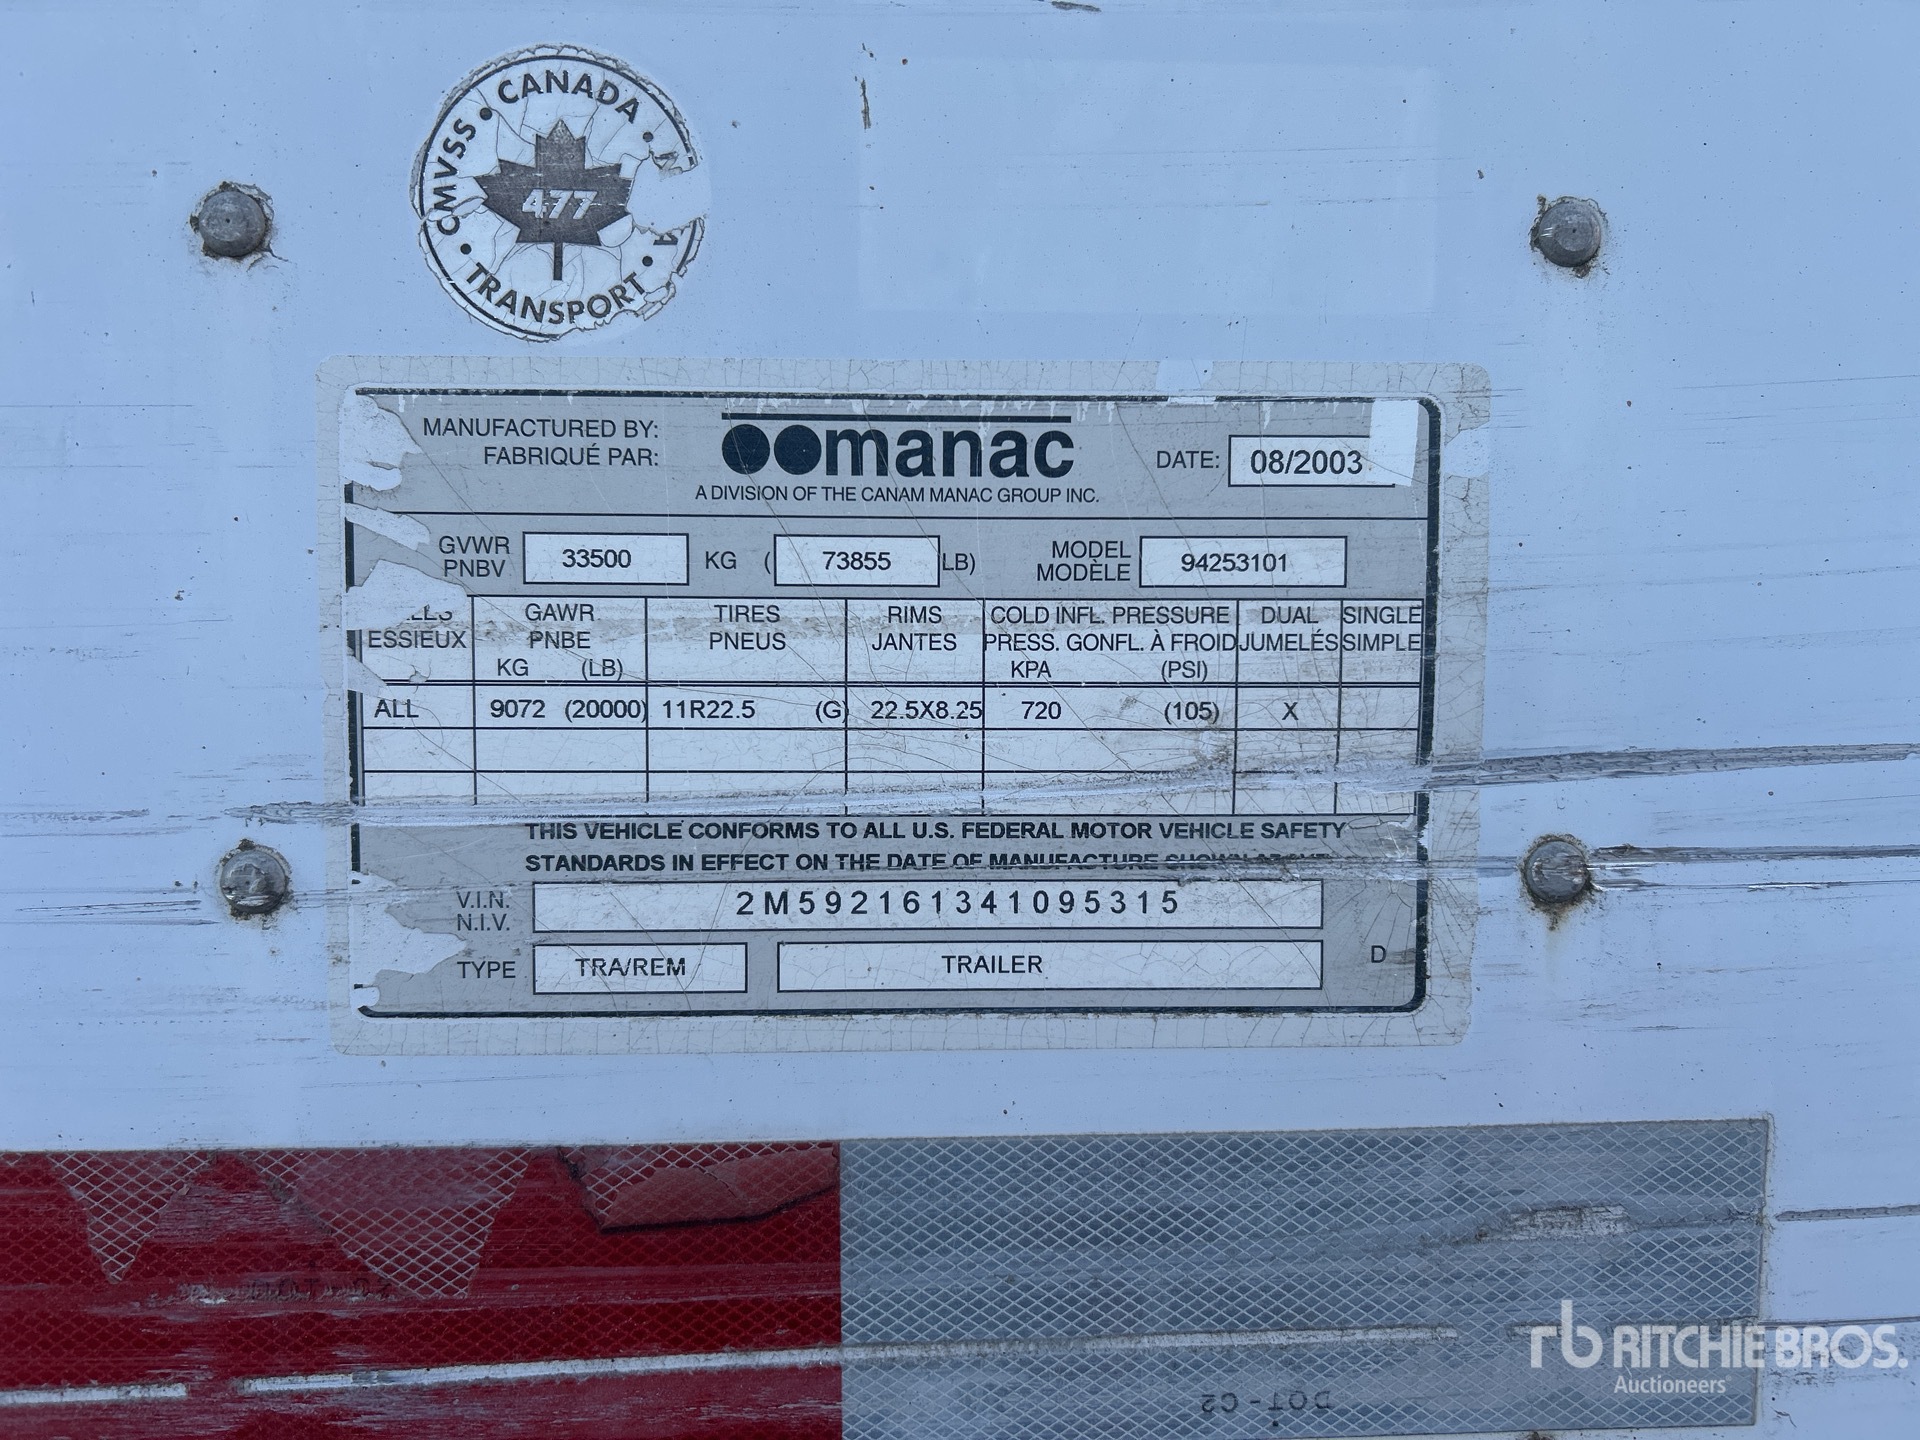 CMVSS • CANADA •
477
• TRANSPORT •
MANUFACTURED BY:
FABRIQUÉ PAR:
manac
A DIVISION OF THE CANAM MANAC GROUP INC.
DATE: 08/2003
GVWR
PNBV
33500 KG ( 73855 LB)
MODEL
MODÈLE
94253101
GAWR TIRES RIMS COLD INFL. PRESSURE DUAL SINGLE
ESSIEUX PNBE PNEUS JANTES PRESS. GONFL. À FROID JUMELÉS SIMPLE
KG (LB) KPA (PSI)
ALL 9072 (20000) 11R22.5 (G) 22.5X8.25 720 (105) X
THIS VEHICLE CONFORMS TO ALL U.S. FEDERAL MOTOR VEHICLE SAFETY
STANDARDS IN EFFECT ON THE DATE OF MANUFACTURE SHOWN
V.I.N.
N.I.V.
2M592161341095315
TYPE TRA/REM TRAILER D
DOT-C2
rb RITCHIE BROS.
Auctioneers